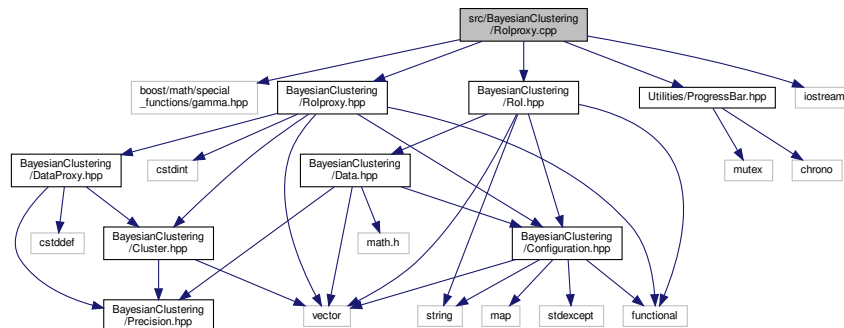 src/BayesianClustering
/RoIproxy.cpp
boost/math/special
_functions/gamma.hpp
BayesianClustering
/RoIproxy.hpp
BayesianClustering
/RoI.hpp
Utilities/ProgressBar.hpp
iostream
BayesianClustering
/DataProxy.hpp
cstdint
BayesianClustering
/Data.hpp
mutex
chrono
cstddef
BayesianClustering
/Cluster.hpp
math.h
BayesianClustering
/Configuration.hpp
BayesianClustering
/Precision.hpp
vector
string
map
stdexcept
functional